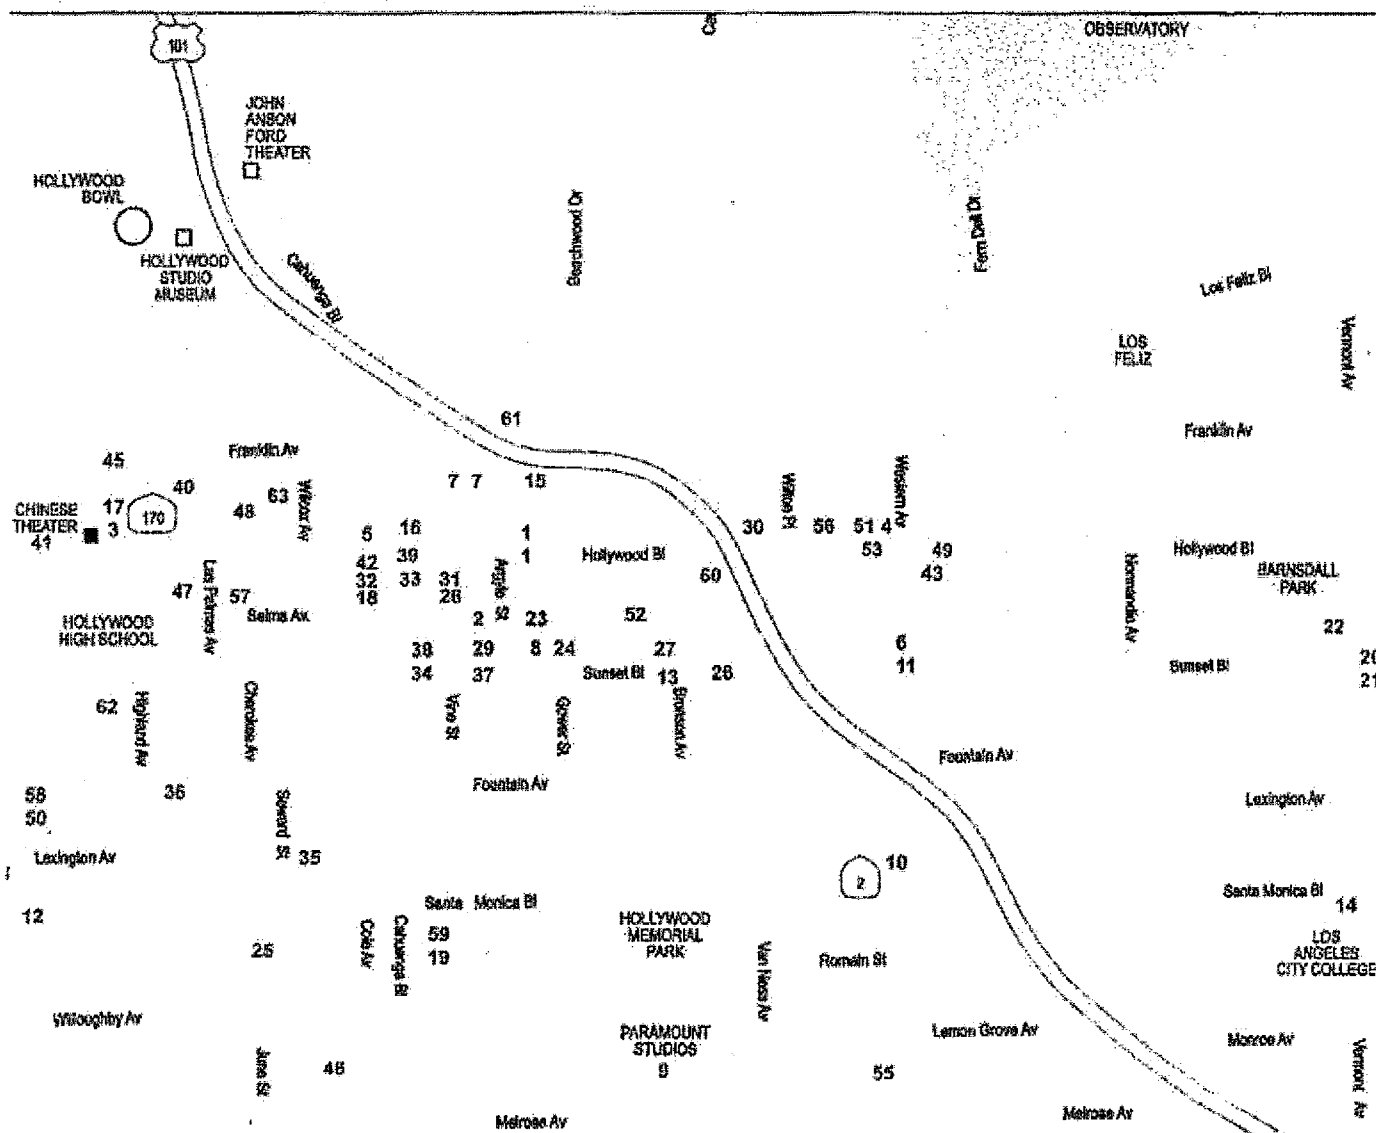 OBSERVATORY
101
JOHN
ANSON
FORD
THEATER
HOLLYWOOD
BOWL
HOLLYWOOD
STUDIO
MUSEUM
Cahuenga Bl
Beachwood Dr
Fern Dell Dr.
Los Feliz Bl
LOS
FELIZ
Vermont Av
61
Franklin Av
Franklin Av
45
40
63
48
Wilcox Av
7 7
15
Wilton Pl
Western Av
CHINESE
THEATER
17
3
170
41
5
16
1
30
56
51 4
42
39
1
Hollywood Bl
53
49
Hollywood Bl
32
33
31
Argyle St
60
43
Normandie Av
BARNSDALL
PARK
47
Las Palmas Av
57
18
28
Selma Av.
2
23
52
22
HOLLYWOOD
HIGH SCHOOL
38
29
8
24
27
6
20
34
37
Sunset Bl
13
26
11
Sunset Bl
21
62
Highland Av
Cherokee Av
Vine St
Gower St.
Bronson Av
Fountain Av
Fountain Av
58
36
50
Seward St
Lexington Av
Lexington Av
35
10
2
Santa Monica Bl
Santa Monica Bl
14
12
Cole Av
Cahuenga Bl
59
19
HOLLYWOOD
MEMORIAL
PARK
Van Ness Av
Romain St
LOS
ANGELES
CITY COLLEGE
25
Willoughby Av
PARAMOUNT
STUDIOS
9
Lemon Grove Av
Monroe Av
June St
46
55
Vermont Av
Melrose Av
Melrose Av